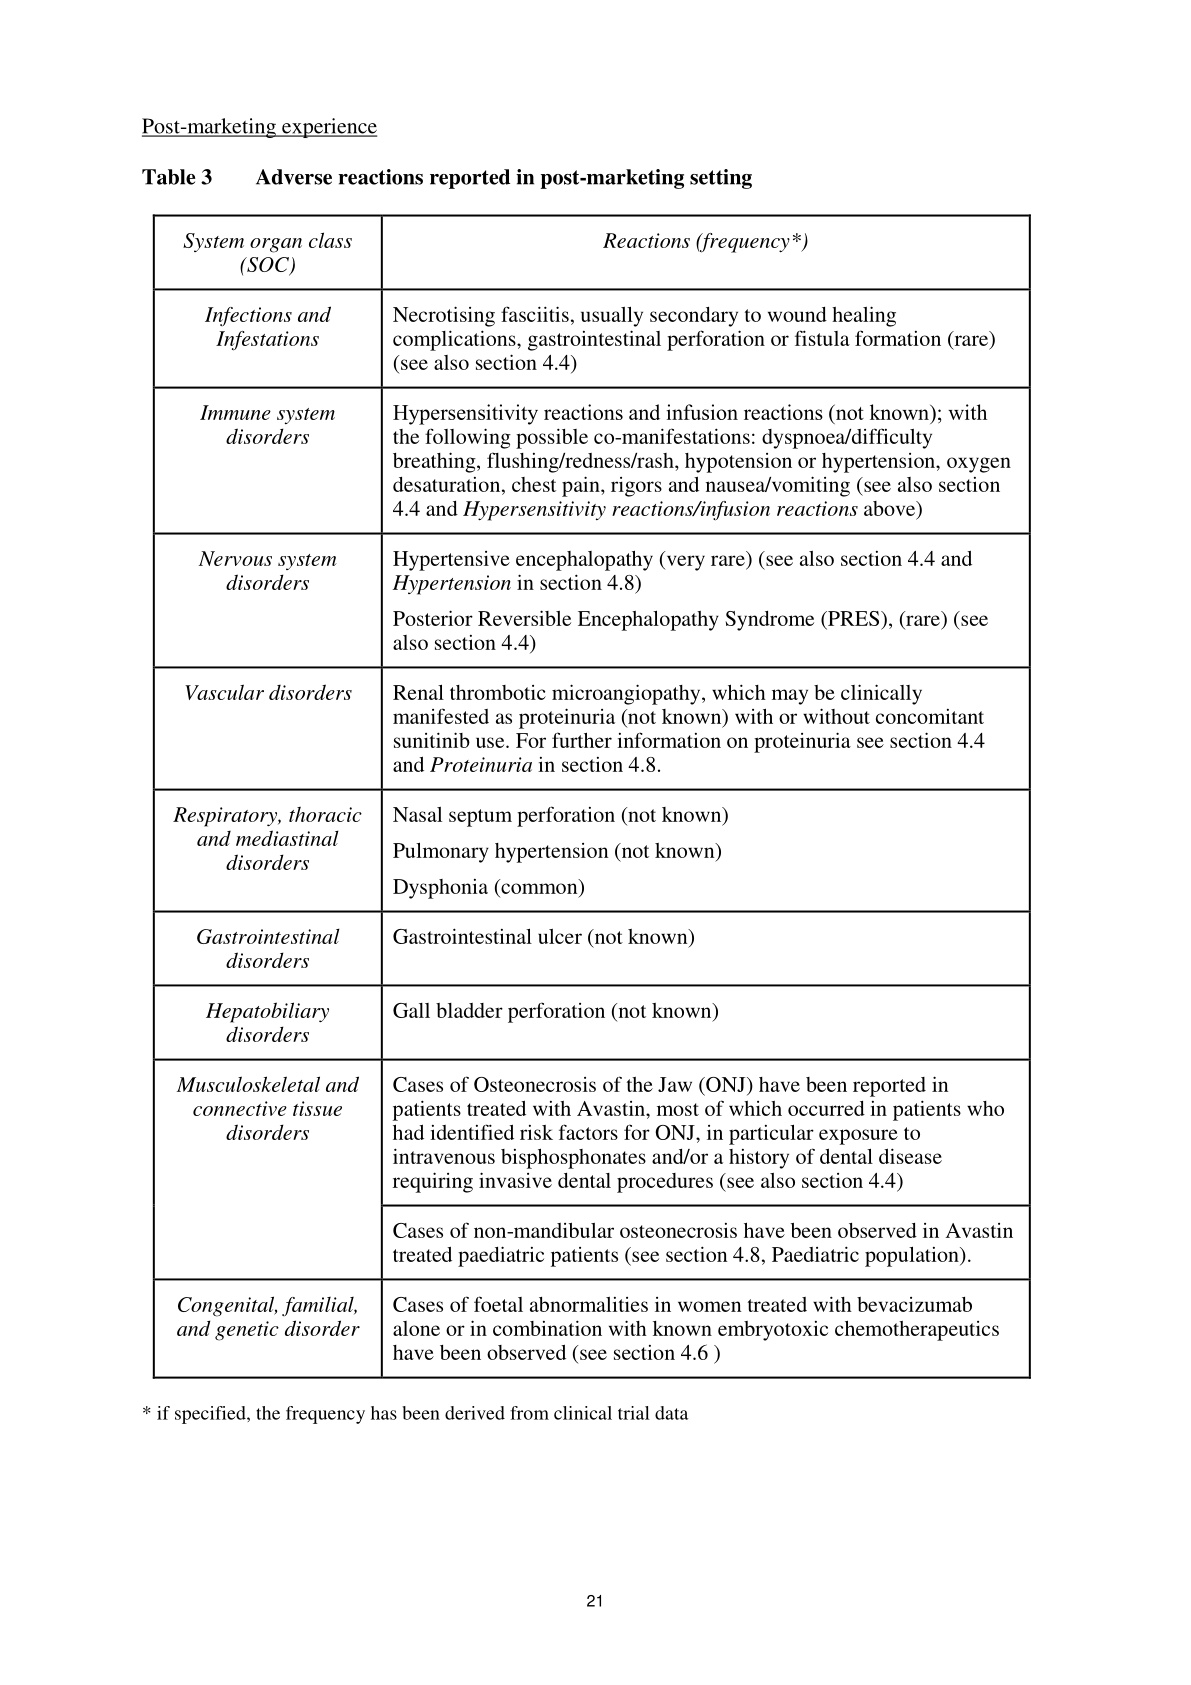 Post-marketing experience
Table 3 Adverse reactions reported in post-marketing setting
System organ class
(SOC)
Reactions (frequency*)
Infections and
Infestations
Necrotising fasciitis, usually secondary to wound healing
complications, gastrointestinal perforation or fistula formation (rare)
(see also section 4.4)
Immune system
disorders
Hypersensitivity reactions and infusion reactions (not known); with
the following possible co-manifestations: dyspnoea/difficulty
breathing, flushing/redness/rash, hypotension or hypertension, oxygen
desaturation, chest pain, rigors and nausea/vomiting (see also section
4.4 and Hypersensitivity reactions/infusion reactions above)
Nervous system
disorders
Hypertensive encephalopathy (very rare) (see also section 4.4 and
Hypertension in section 4.8)
Posterior Reversible Encephalopathy Syndrome (PRES), (rare) (see
also section 4.4)
Vascular disorders
Renal thrombotic microangiopathy, which may be clinically
manifested as proteinuria (not known) with or without concomitant
sunitinib use. For further information on proteinuria see section 4.4
and Proteinuria in section 4.8.
Respiratory, thoracic
and mediastinal
disorders
Nasal septum perforation (not known)
Pulmonary hypertension (not known)
Dysphonia (common)
Gastrointestinal
disorders
Gastrointestinal ulcer (not known)
Hepatobiliary
disorders
Gall bladder perforation (not known)
Musculoskeletal and
connective tissue
disorders
Cases of Osteonecrosis of the Jaw (ONJ) have been reported in
patients treated with Avastin, most of which occurred in patients who
had identified risk factors for ONJ, in particular exposure to
intravenous bisphosphonates and/or a history of dental disease
requiring invasive dental procedures (see also section 4.4)
Cases of non-mandibular osteonecrosis have been observed in Avastin
treated paediatric patients (see section 4.8, Paediatric population).
Congenital, familial,
and genetic disorder
Cases of foetal abnormalities in women treated with bevacizumab
alone or in combination with known embryotoxic chemotherapeutics
have been observed (see section 4.6 )
* if specified, the frequency has been derived from clinical trial data
21